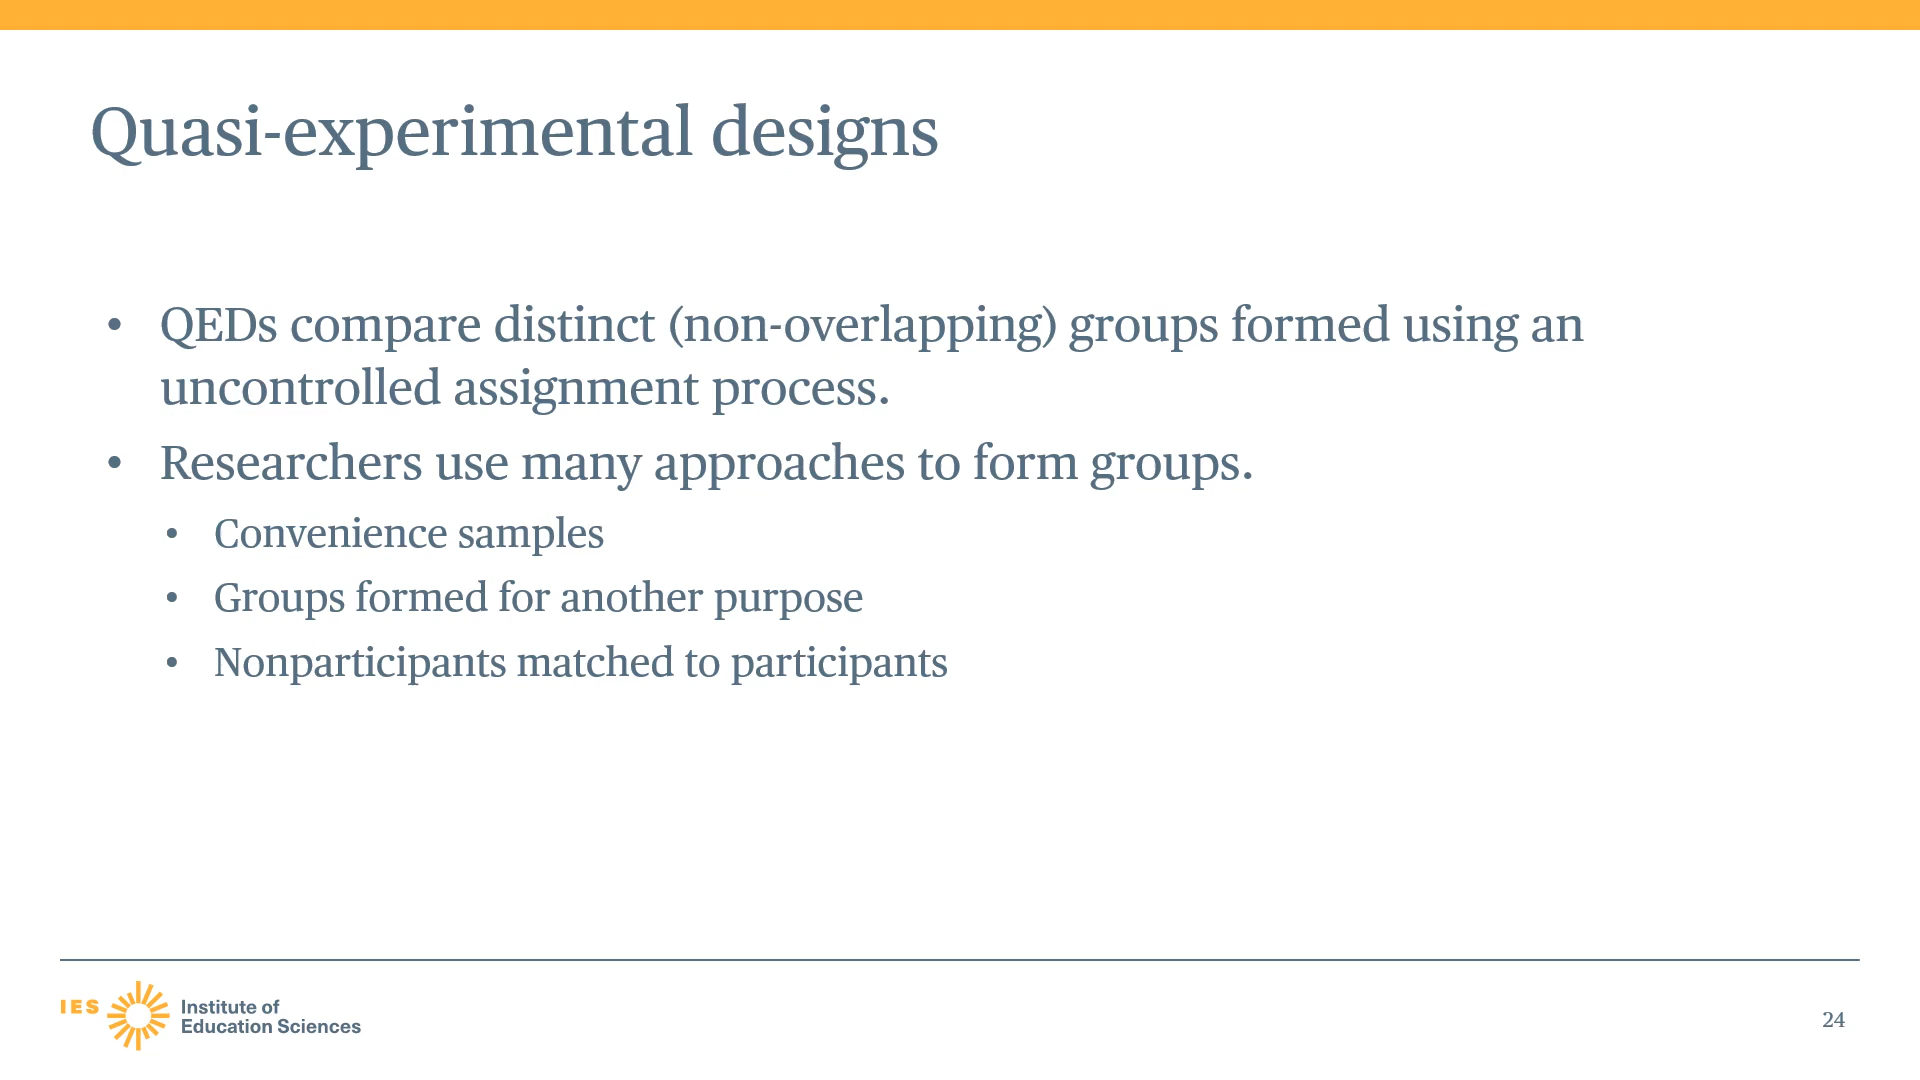 Quasi-experimental designs
• QEDs compare distinct (non-overlapping) groups formed using an
uncontrolled assignment process.
• Researchers use many approaches to form groups.
• Convenience samples
• Groups formed for another purpose
• Nonparticipants matched to participants
IES
Institute of
Education Sciences
24